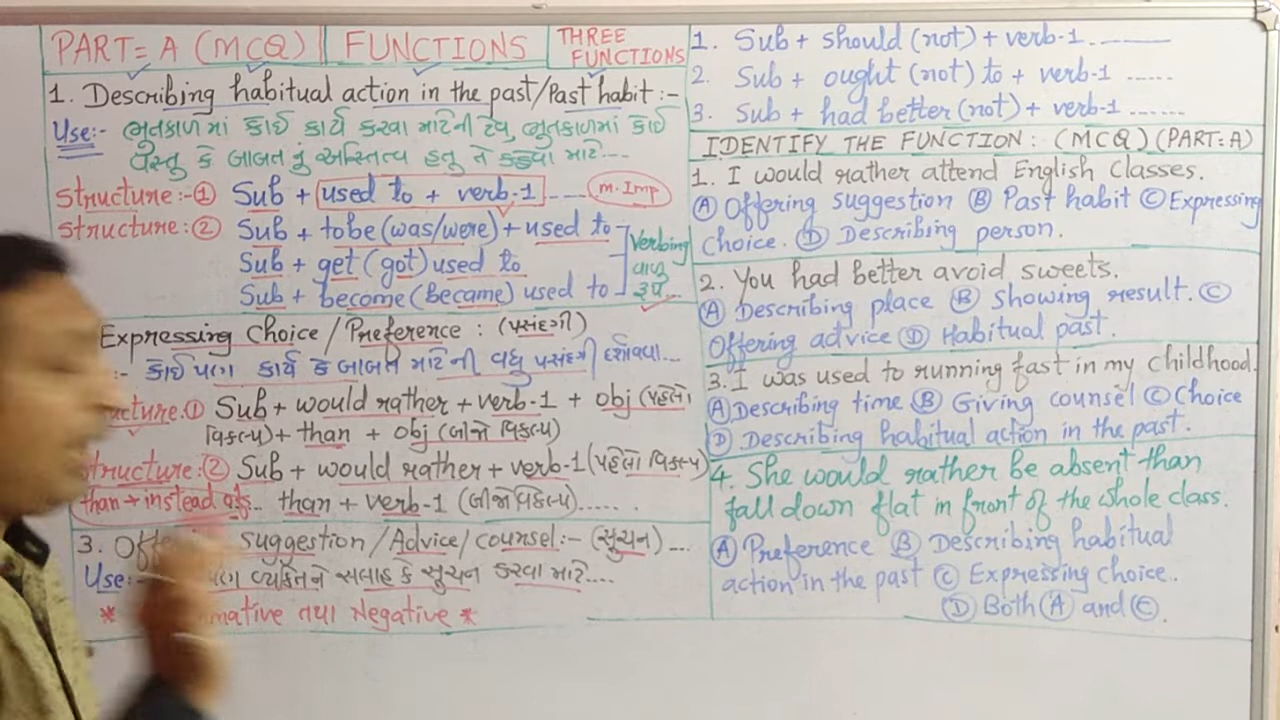 PART= A (MCQ) || FUNCTIONS
THREE FUNCTIONS
1. Describing habitual action in the past/Past habit :-
Use:- ભુતકાળમાં કોઈ કાર્ય કરવા માટેની ટેવ, ભુતકાળમાં કોઈ
વસ્તુ કે બાબત નું અસ્તિત્વ હતુ તે કહેવા માટે....
Structure:-① Sub + used to + verb-1 ...... m. Imp
Structure:② Sub + tobe (was/were) + used to
Sub + get (got) used to
Sub + become (became) used to
Verbing
વાળુ
રૂપ
Expressing Choice / Preference : (પસંદગી)
:- કોઈ પણ કાર્ય કે બાબત માટે ની વધુ પસંદગી દર્શાવવા...
ucture.① Sub + would rather + verb-1 + obj (પહેલો
વિકલ્પ) + than + obj (બીજો વિકલ્પ)
Structure:② Sub + would rather + verb-1 (પહેલો વિકલ્પ)
than → instead of... than + verb-1 (બીજો વિકલ્પ)......
3. Off suggestion / Advice / counsel :- (સૂચન) ...
Use:- પણ વ્યક્તિને સલાહ કે સૂચન કરવા માટે....
* mative તથા Negative *
1. Sub + should (not) + verb-1 .............
2. Sub + ought (not) to + verb-1 ......
3. Sub + had better (not) + verb-1 ......
IDENTIFY THE FUNCTION : (MCQ) (PART:A)
1. I would rather attend English Classes.
Ⓐ Offering suggestion Ⓑ Past habit Ⓒ Expressing
Choice. Ⓓ Describing person.
2. You had better avoid sweets.
Ⓐ Describing place Ⓑ showing result. Ⓒ
Offering advice Ⓓ Habitual past.
3. I was used to running fast in my childhood.
Ⓐ Describing time Ⓑ Giving counsel Ⓒ Choice
Ⓓ Describing habitual action in the past.
4. She would rather be absent than
fall down flat in front of the whole class.
Ⓐ Preference Ⓑ Describing habitual
action in the past Ⓒ Expressing choice.
Ⓓ Both Ⓐ and Ⓒ.